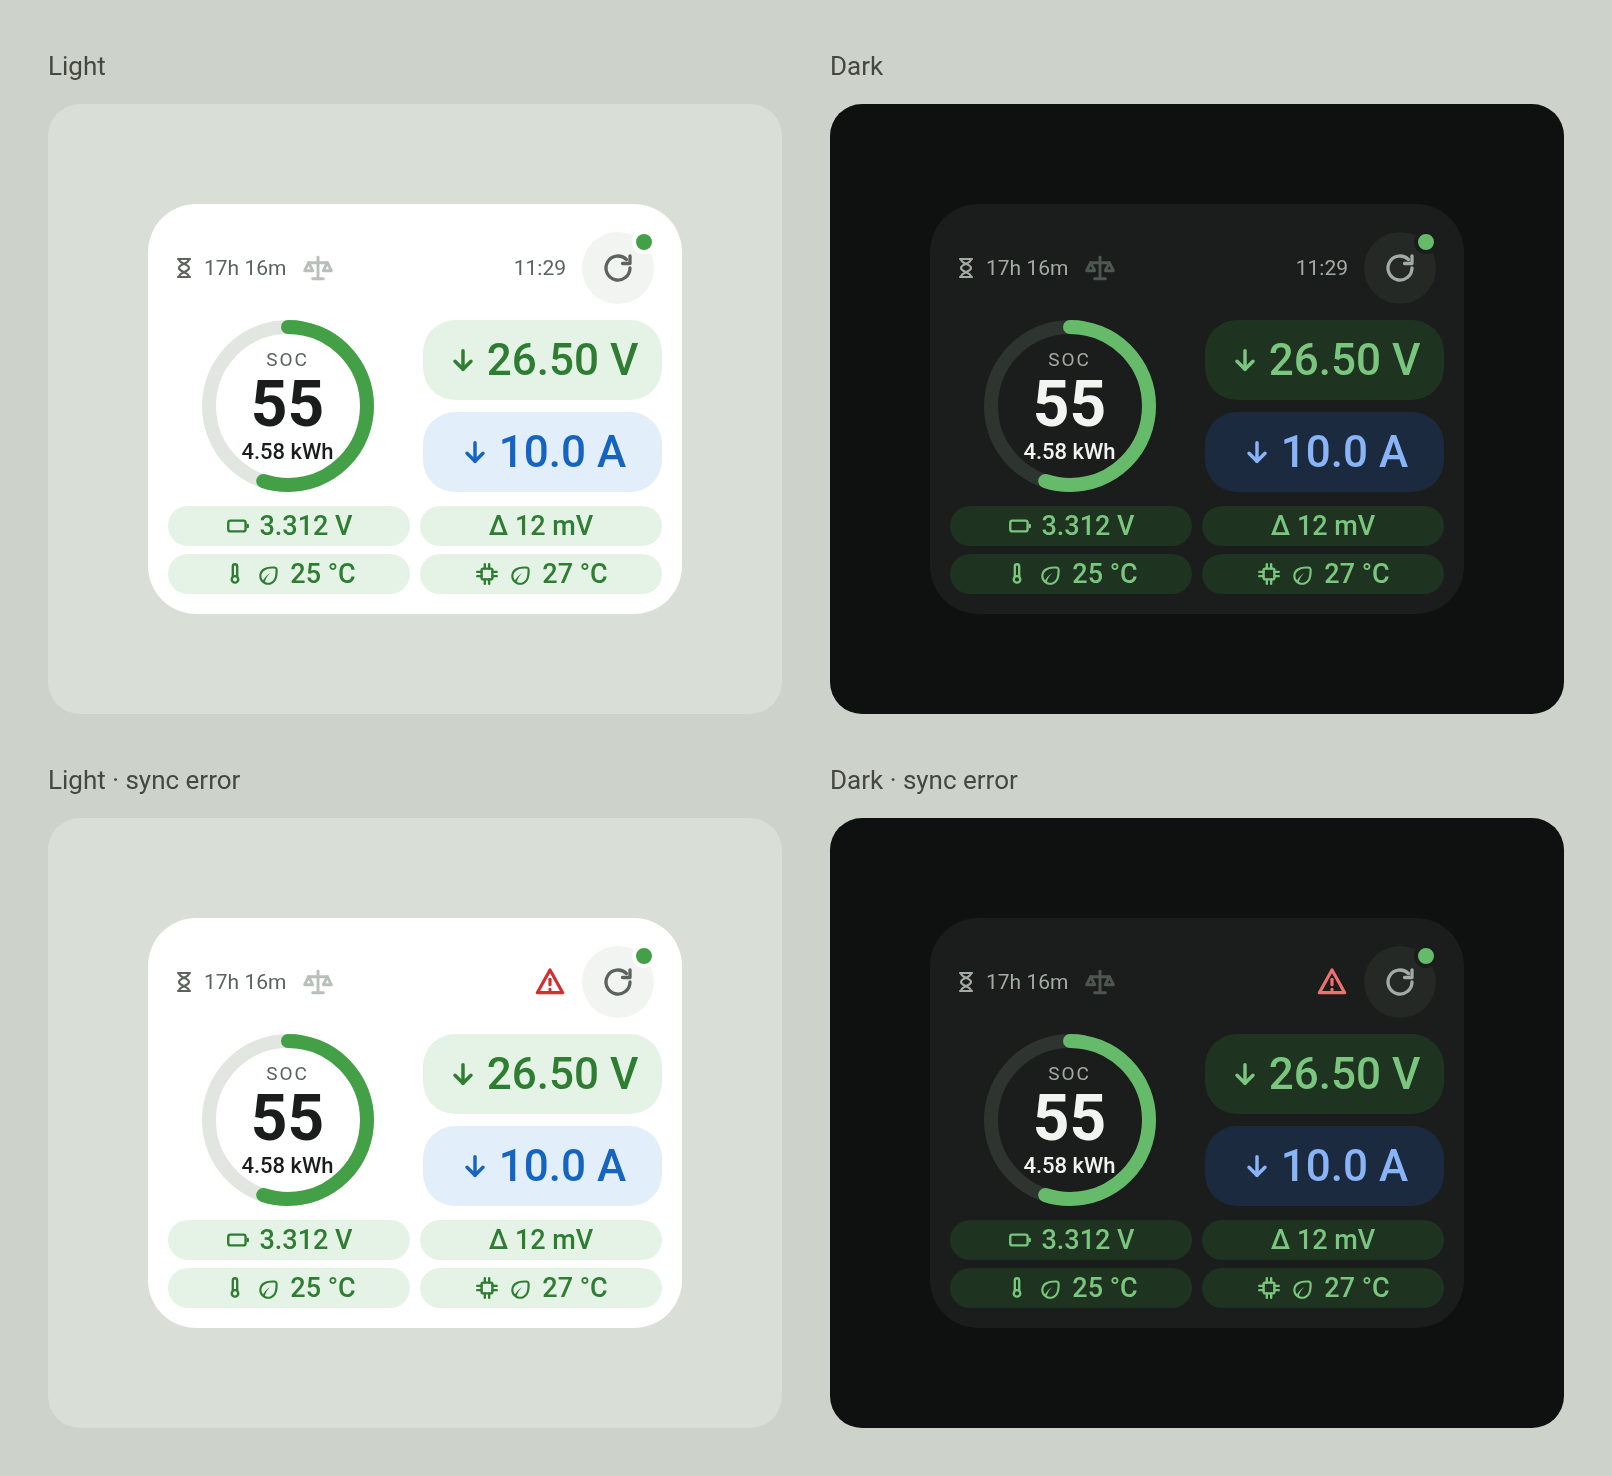 Light
17h 16m 11:29
SOC
55
4.58 kWh
26.50 V
10.0 A
3.312 V
Δ 12 mV
25 °C
27 °C
Dark
17h 16m 11:29
SOC
55
4.58 kWh
26.50 V
10.0 A
3.312 V
Δ 12 mV
25 °C
27 °C
Light · sync error
17h 16m
SOC
55
4.58 kWh
26.50 V
10.0 A
3.312 V
Δ 12 mV
25 °C
27 °C
Dark · sync error
17h 16m
SOC
55
4.58 kWh
26.50 V
10.0 A
3.312 V
Δ 12 mV
25 °C
27 °C